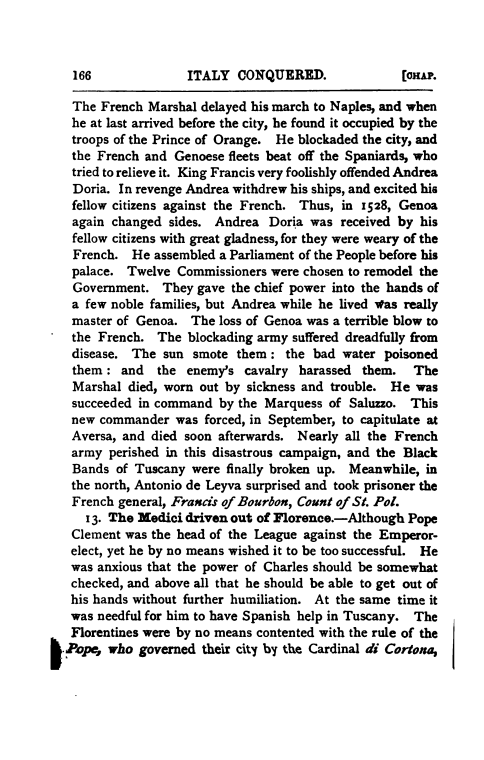 166 ITALY CONQUERED. [CHAP.
The French Marshal delayed his march to Naples, and when
he at last arrived before the city, he found it occupied by the
troops of the Prince of Orange. He blockaded the city, and
the French and Genoese fleets beat off the Spaniards, who
tried to relieve it. King Francis very foolishly offended Andrea
Doria. In revenge Andrea withdrew his ships, and excited his
fellow citizens against the French. Thus, in 1528, Genoa
again changed sides. Andrea Doria was received by his
fellow citizens with great gladness, for they were weary of the
French. He assembled a Parliament of the People before his
palace. Twelve Commissioners were chosen to remodel the
Government. They gave the chief power into the hands of
a few noble families, but Andrea while he lived was really
master of Genoa. The loss of Genoa was a terrible blow to
the French. The blockading army suffered dreadfully from
disease. The sun smote them : the bad water poisoned
them : and the enemy's cavalry harassed them. The
Marshal died, worn out by sickness and trouble. He was
succeeded in command by the Marquess of Saluzzo. This
new commander was forced, in September, to capitulate at
Aversa, and died soon afterwards. Nearly all the French
army perished in this disastrous campaign, and the Black
Bands of Tuscany were finally broken up. Meanwhile, in
the north, Antonio de Leyva surprised and took prisoner the
French general, Francis of Bourbon, Count of St. Pol.
13. The Medici driven out of Florence.—Although Pope
Clement was the head of the League against the Emperor-
elect, yet he by no means wished it to be too successful. He
was anxious that the power of Charles should be somewhat
checked, and above all that he should be able to get out of
his hands without further humiliation. At the same time it
was needful for him to have Spanish help in Tuscany. The
Florentines were by no means contented with the rule of the
Pope, who governed their city by the Cardinal di Cortona,